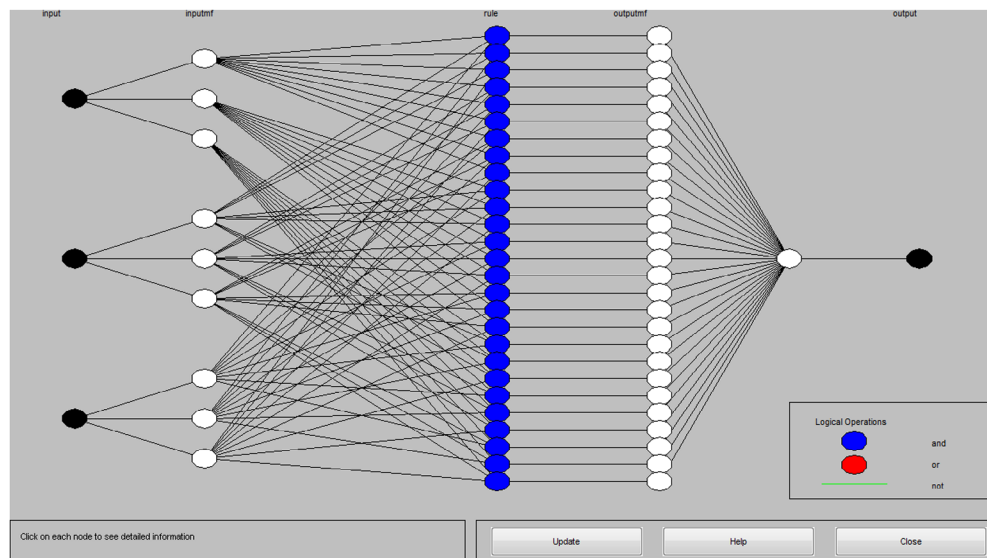 input inputmf rule outputmf output
Logical Operations
and
or
not
Click on each node to see detailed information
Update Help Close